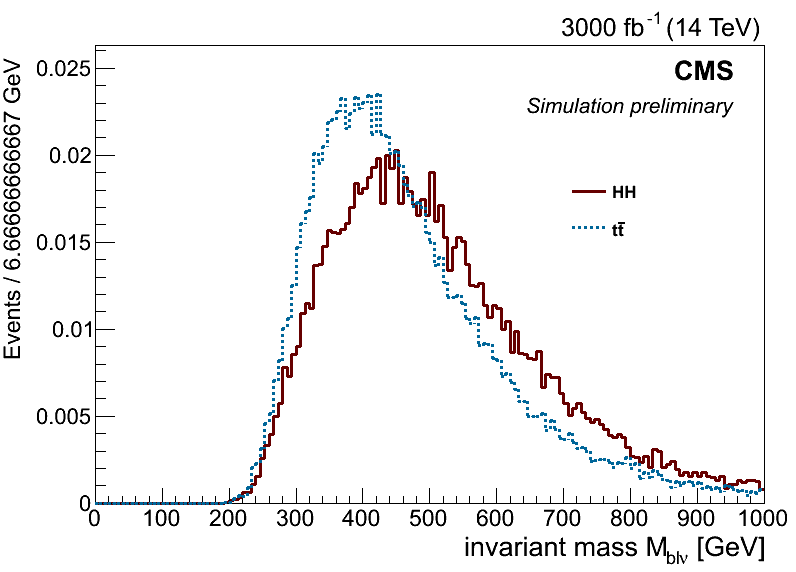 3000 fb⁻¹ (14 TeV)
CMS
Simulation preliminary
HH
tt̄
Events / 6.66666666667 GeV
0.025
0.02
0.015
0.01
0.005
0
0 100 200 300 400 500 600 700 800 900 1000
invariant mass M_blν [GeV]